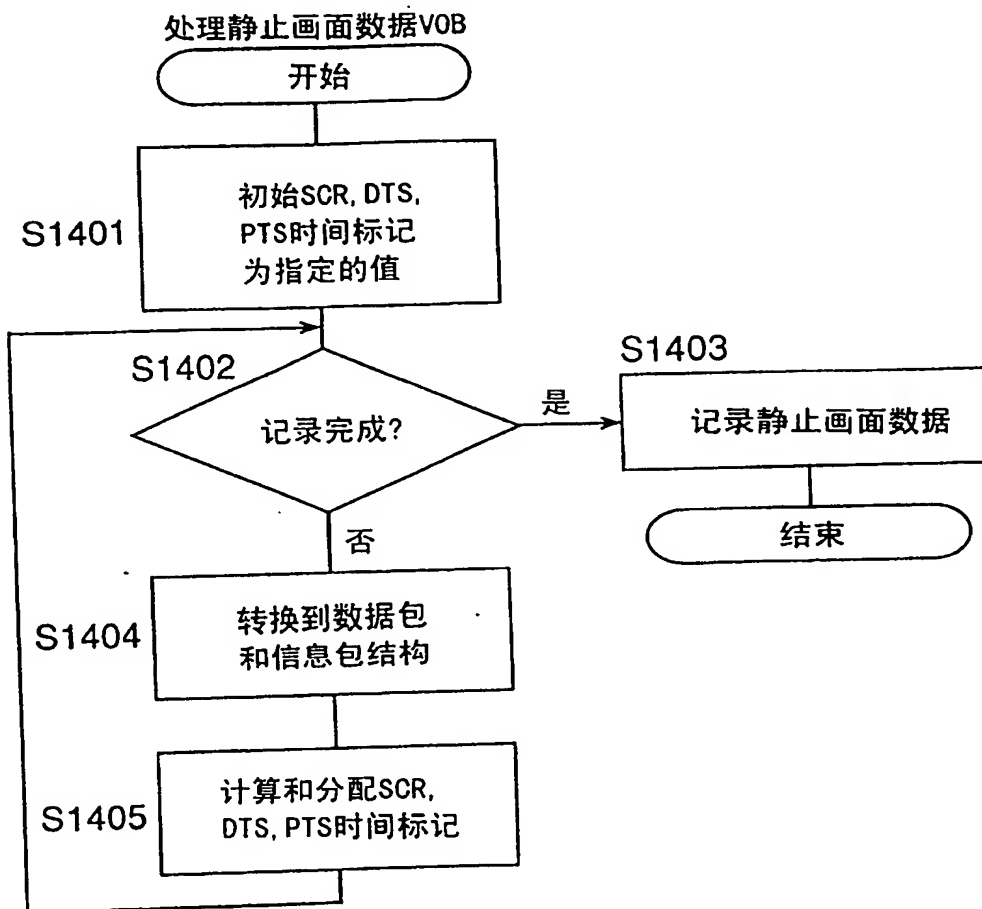 处理静止画面数据VOB
开始
S1401
初始SCR, DTS,
PTS时间标记
为指定的值
S1402
记录完成?
是
S1403
记录静止画面数据
结束
否
S1404
转换到数据包
和信息包结构
S1405
计算和分配SCR,
DTS, PTS时间标记